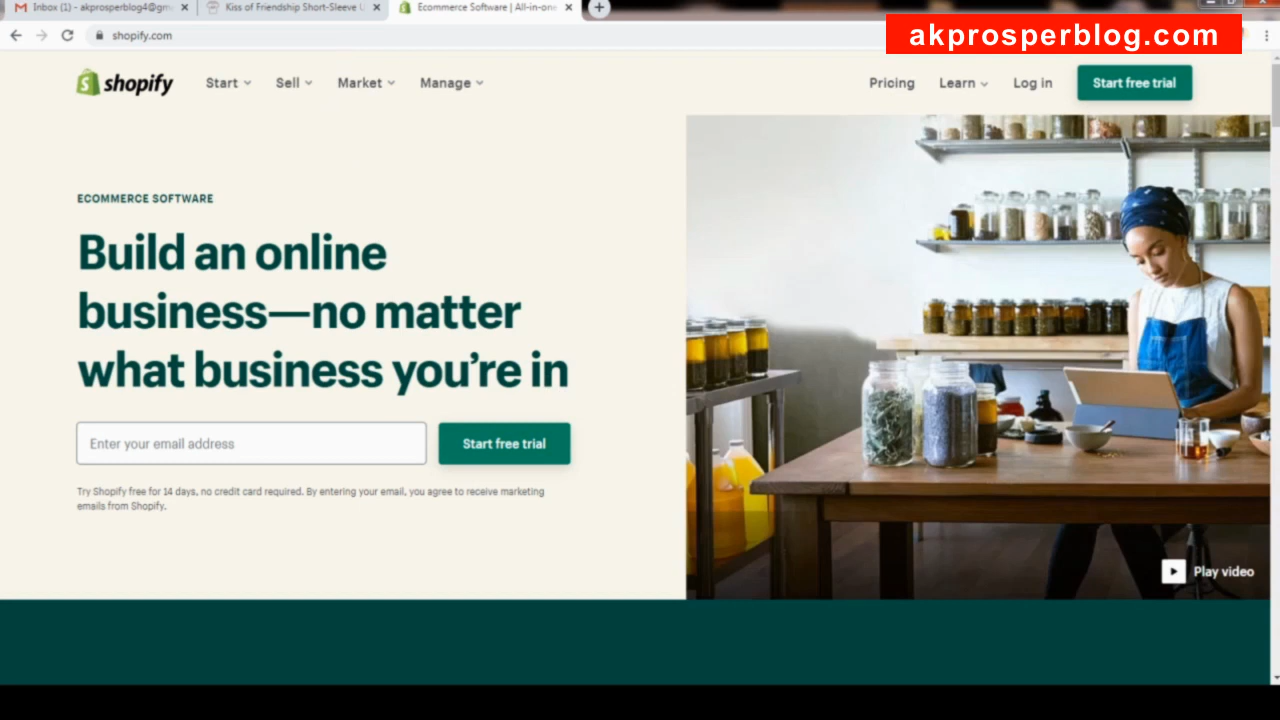 Inbox (1) - akprosperblog4@gm
Kiss of Friendship Short-Sleeve U
Ecommerce Software | All-in-one
akprosperblog.com
shopify.com
shopify
Start
Sell
Market
Manage
Pricing
Learn
Log in
Start free trial
ECOMMERCE SOFTWARE
Build an online
business—no matter
what business you're in
Enter your email address
Start free trial
Try Shopify free for 14 days, no credit card required. By entering your email, you agree to receive marketing
emails from Shopify.
Play video